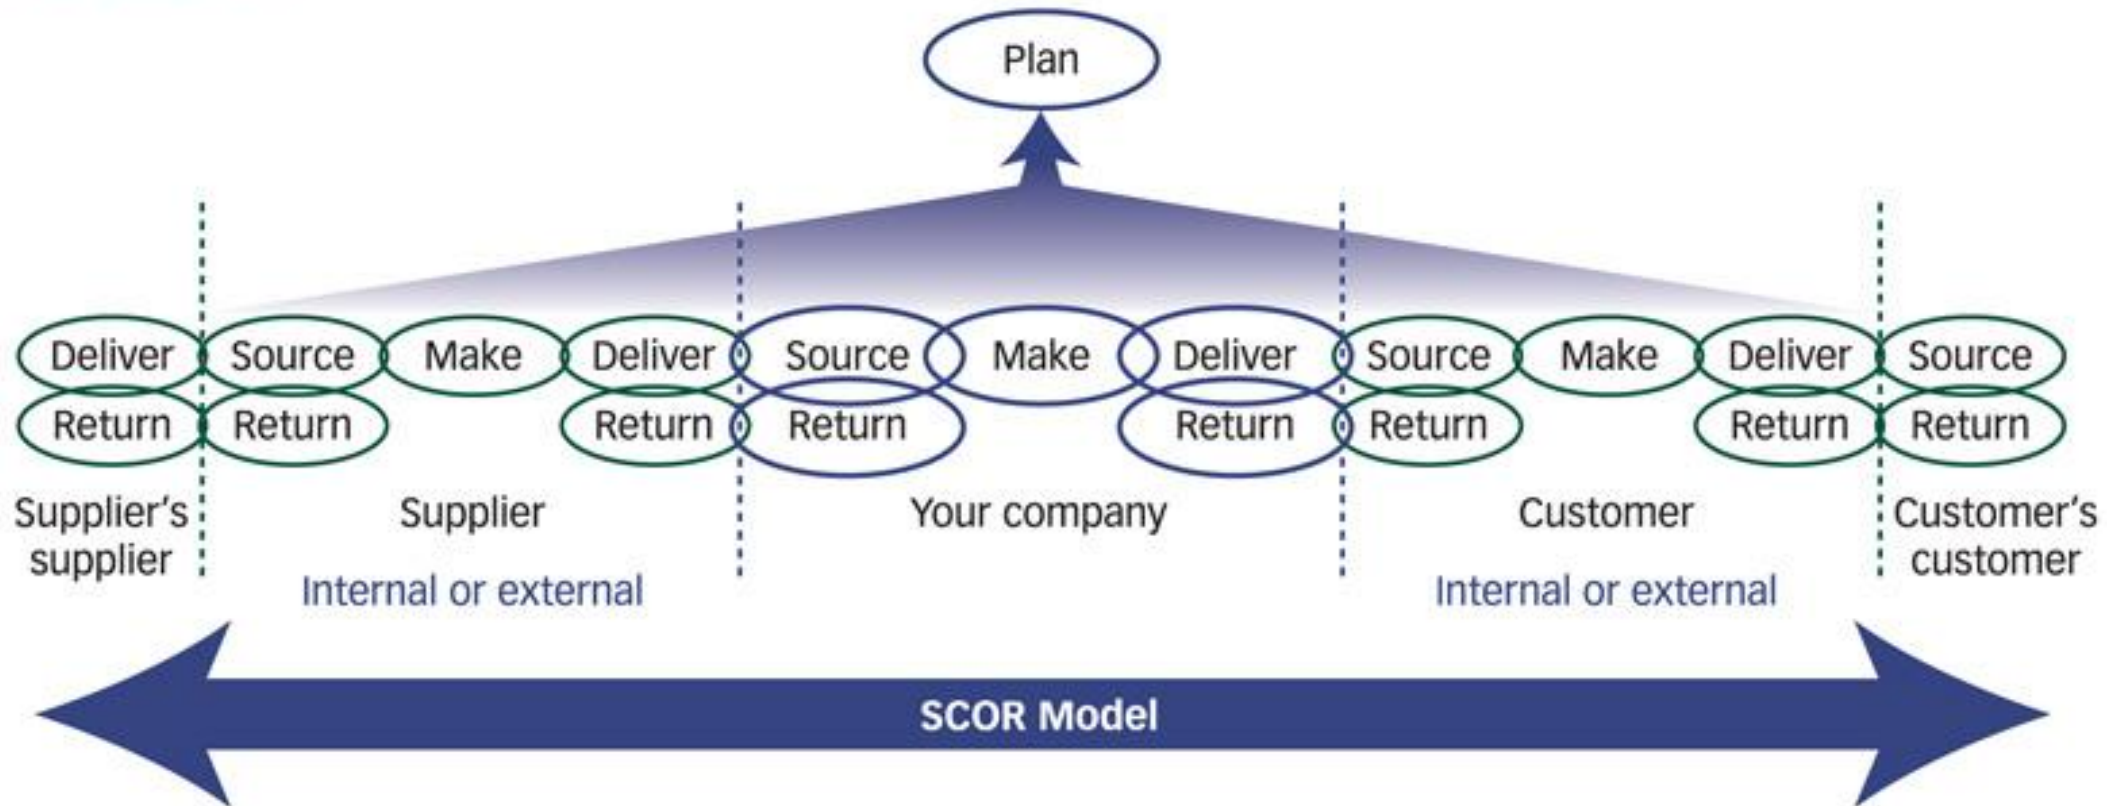 Plan
Deliver Source Make Deliver Source Make Deliver Source Make Deliver Source
Return Return Return Return Return Return Return Return
Supplier's supplier Supplier Your company Customer Customer's customer
Internal or external Internal or external
SCOR Model